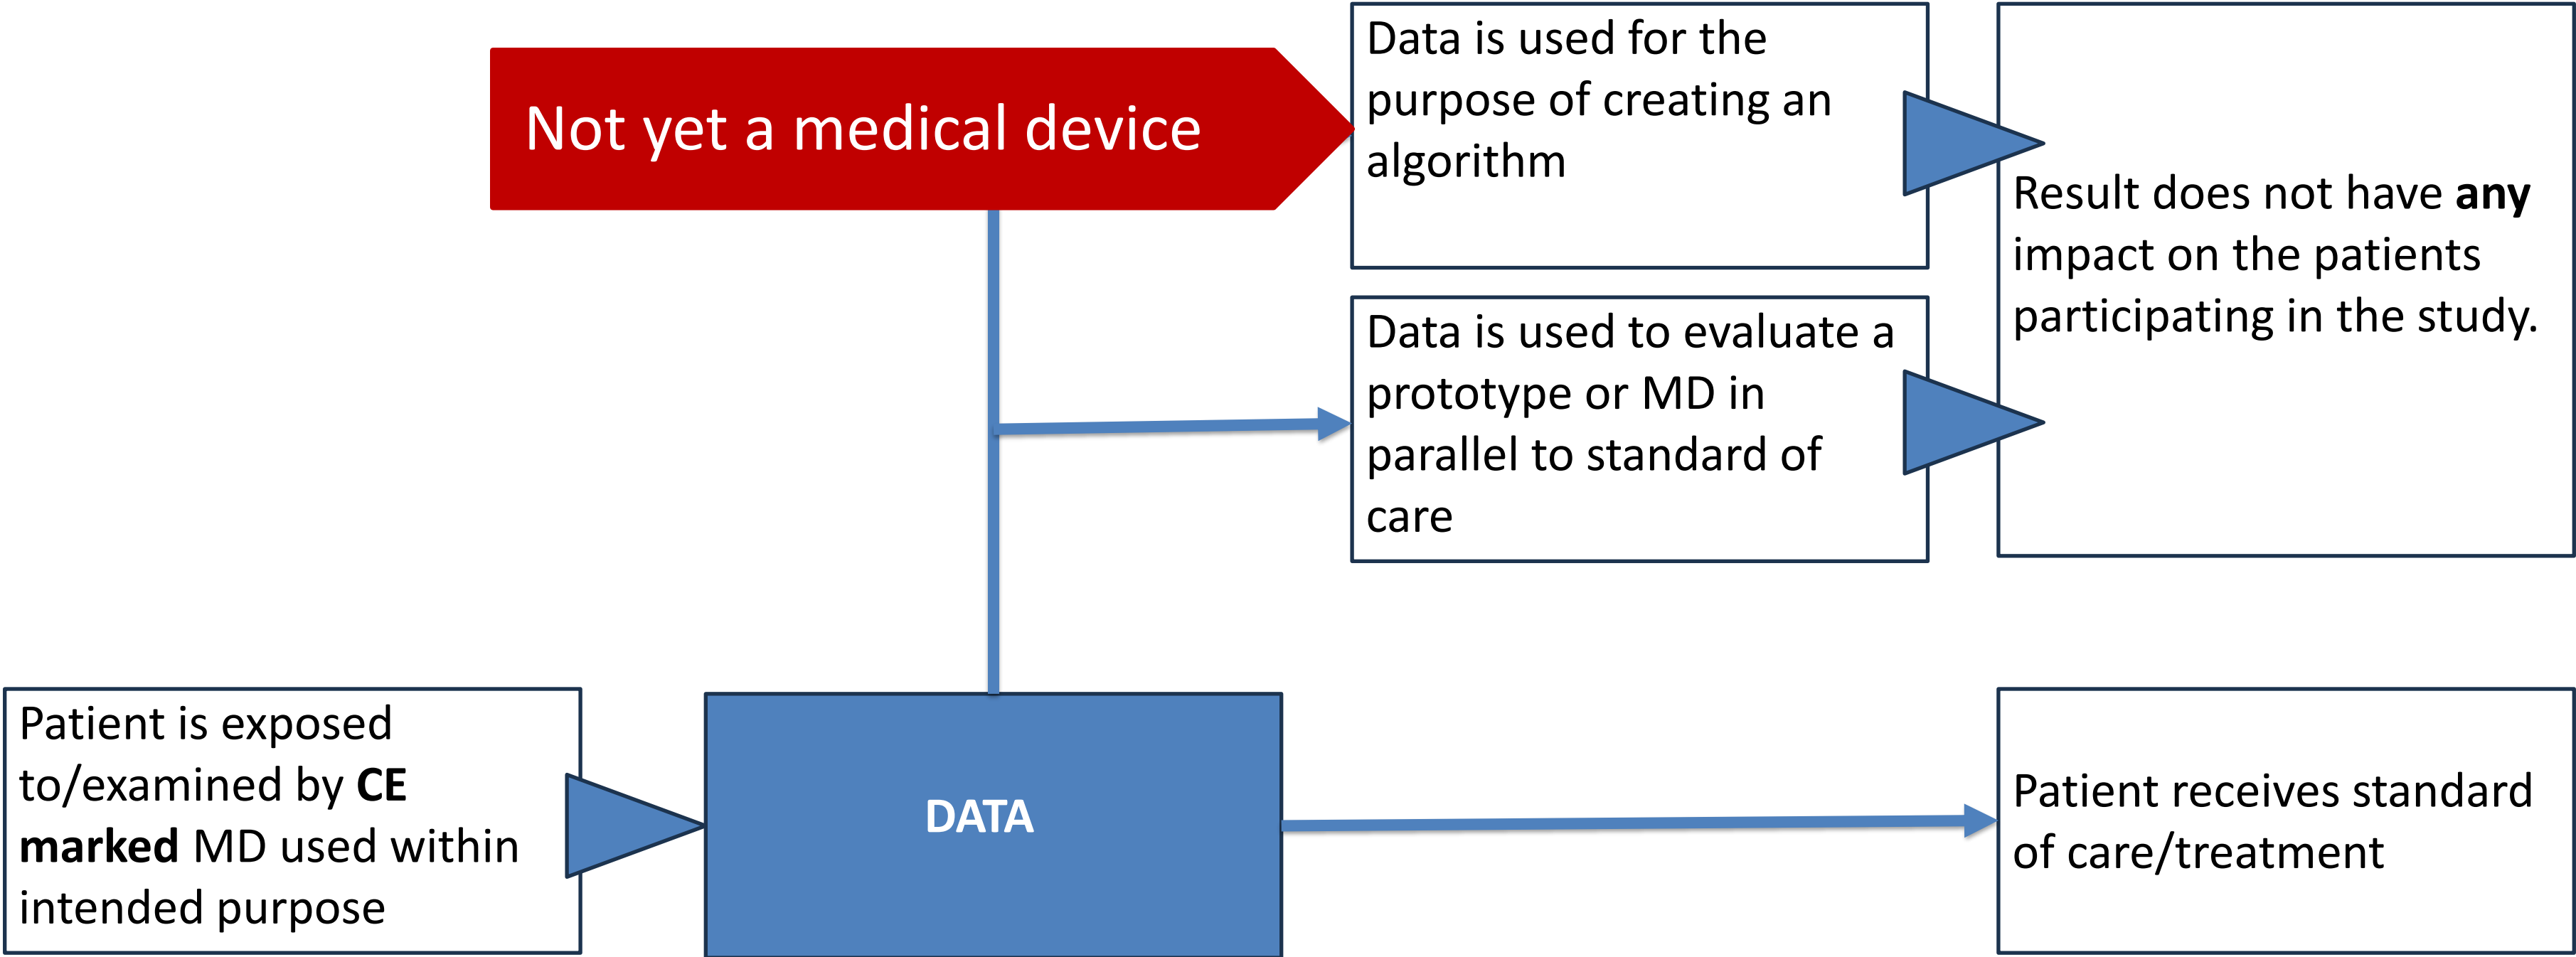 Not yet a medical device
Data is used for the
purpose of creating an
algorithm
Result does not have any
impact on the patients
participating in the study.
Data is used to evaluate a
prototype or MD in
parallel to standard of
care
Patient is exposed
to/examined by CE
marked MD used within
intended purpose
DATA
Patient receives standard
of care/treatment